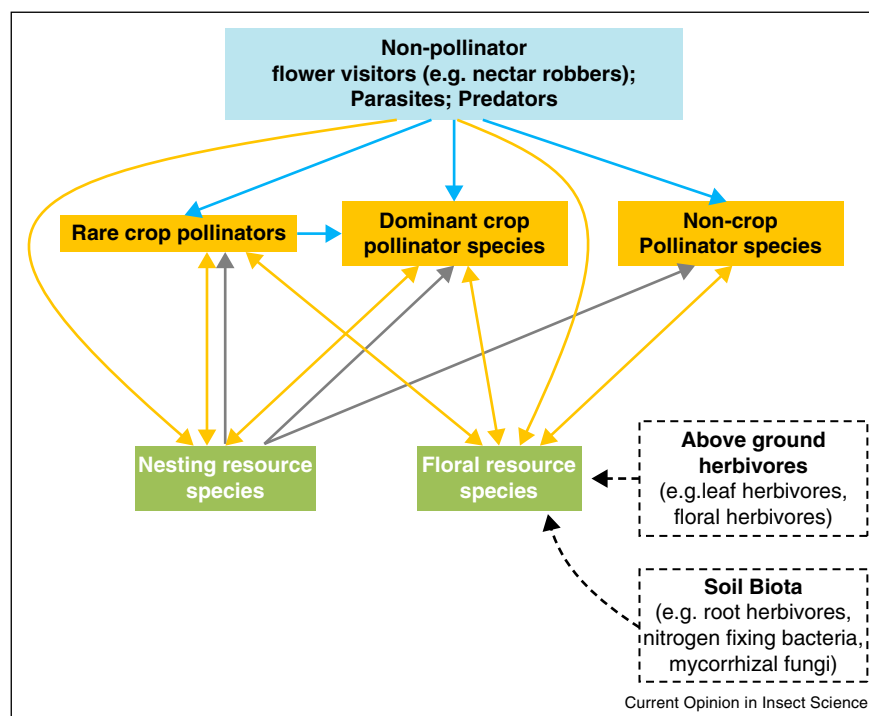 Non-pollinator
flower visitors (e.g. nectar robbers);
Parasites; Predators
Rare crop pollinators
Dominant crop
pollinator species
Non-crop
Pollinator species
Nesting resource
species
Floral resource
species
Above ground
herbivores
(e.g.leaf herbivores,
floral herbivores)
Soil Biota
(e.g. root herbivores,
nitrogen fixing bacteria,
mycorrhizal fungi)
Current Opinion in Insect Science